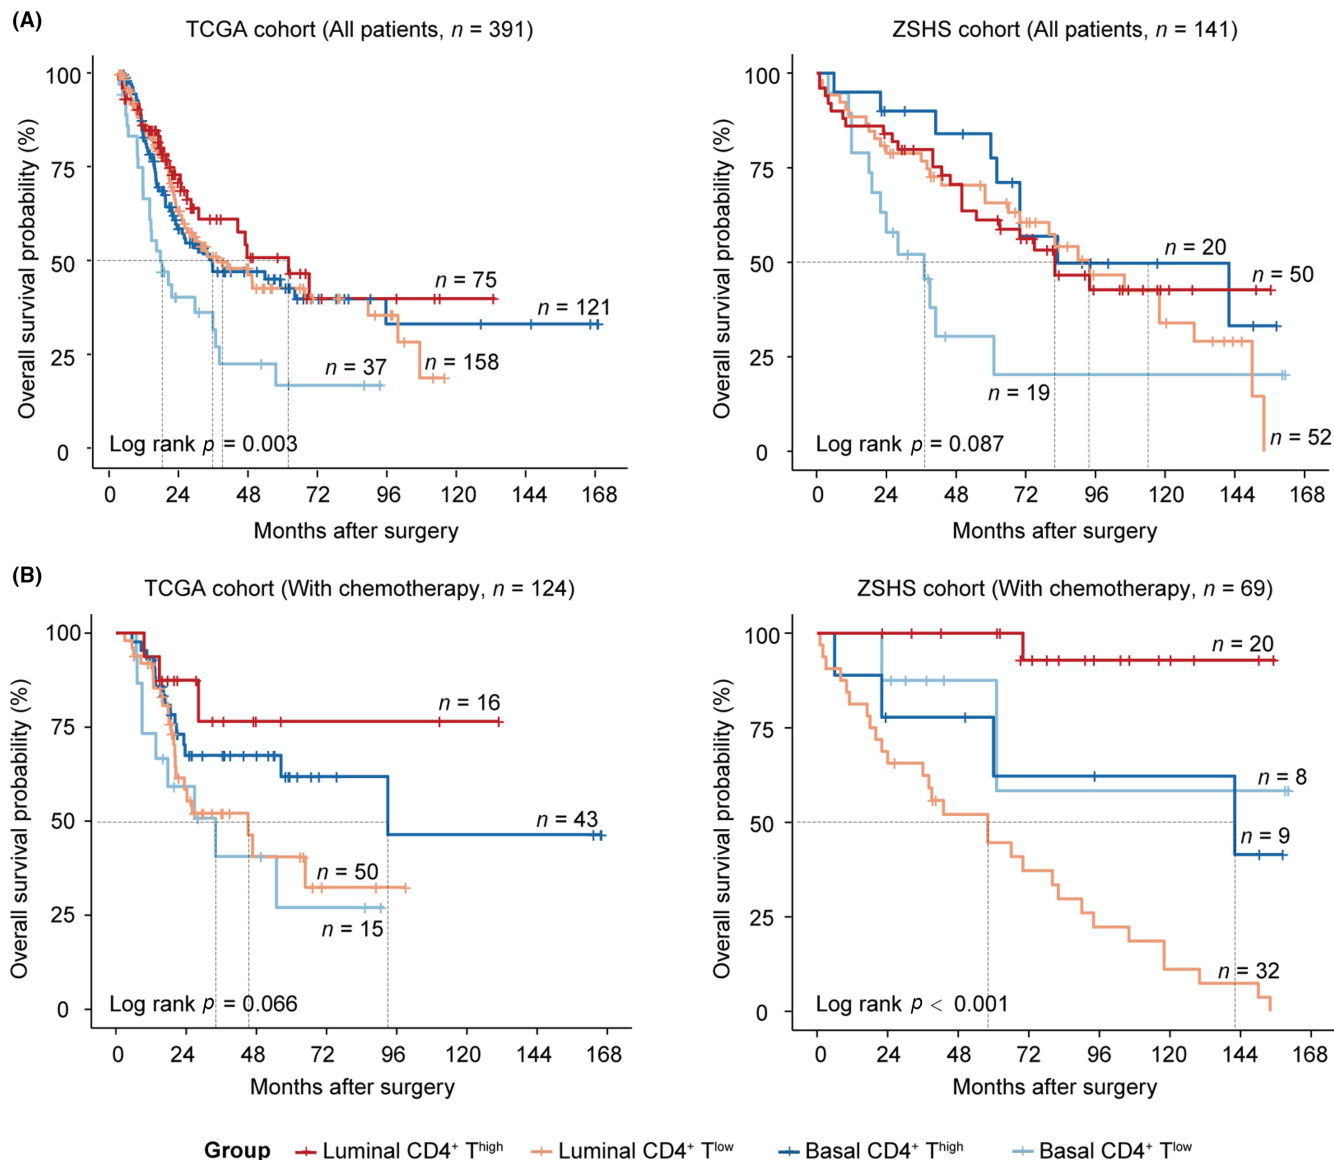 (A)
TCGA cohort (All patients, n = 391)
Overall survival probability (%)
100
75
50
25
0
n = 75
n = 121
n = 37
n = 158
Log rank p = 0.003
0 24 48 72 96 120 144 168
Months after surgery
ZSHS cohort (All patients, n = 141)
Overall survival probability (%)
100
75
50
25
0
n = 20
n = 50
n = 19
n = 52
Log rank p = 0.087
0 24 48 72 96 120 144 168
Months after surgery
(B)
TCGA cohort (With chemotherapy, n = 124)
Overall survival probability (%)
100
75
50
25
0
n = 16
n = 43
n = 50
n = 15
Log rank p = 0.066
0 24 48 72 96 120 144 168
Months after surgery
ZSHS cohort (With chemotherapy, n = 69)
Overall survival probability (%)
100
75
50
25
0
n = 20
n = 8
n = 9
n = 32
Log rank p < 0.001
0 24 48 72 96 120 144 168
Months after surgery
Group Luminal CD4⁺ Tʰⁱᵍʰ Luminal CD4⁺ Tˡᵒʷ Basal CD4⁺ Tʰⁱᵍʰ Basal CD4⁺ Tˡᵒʷ